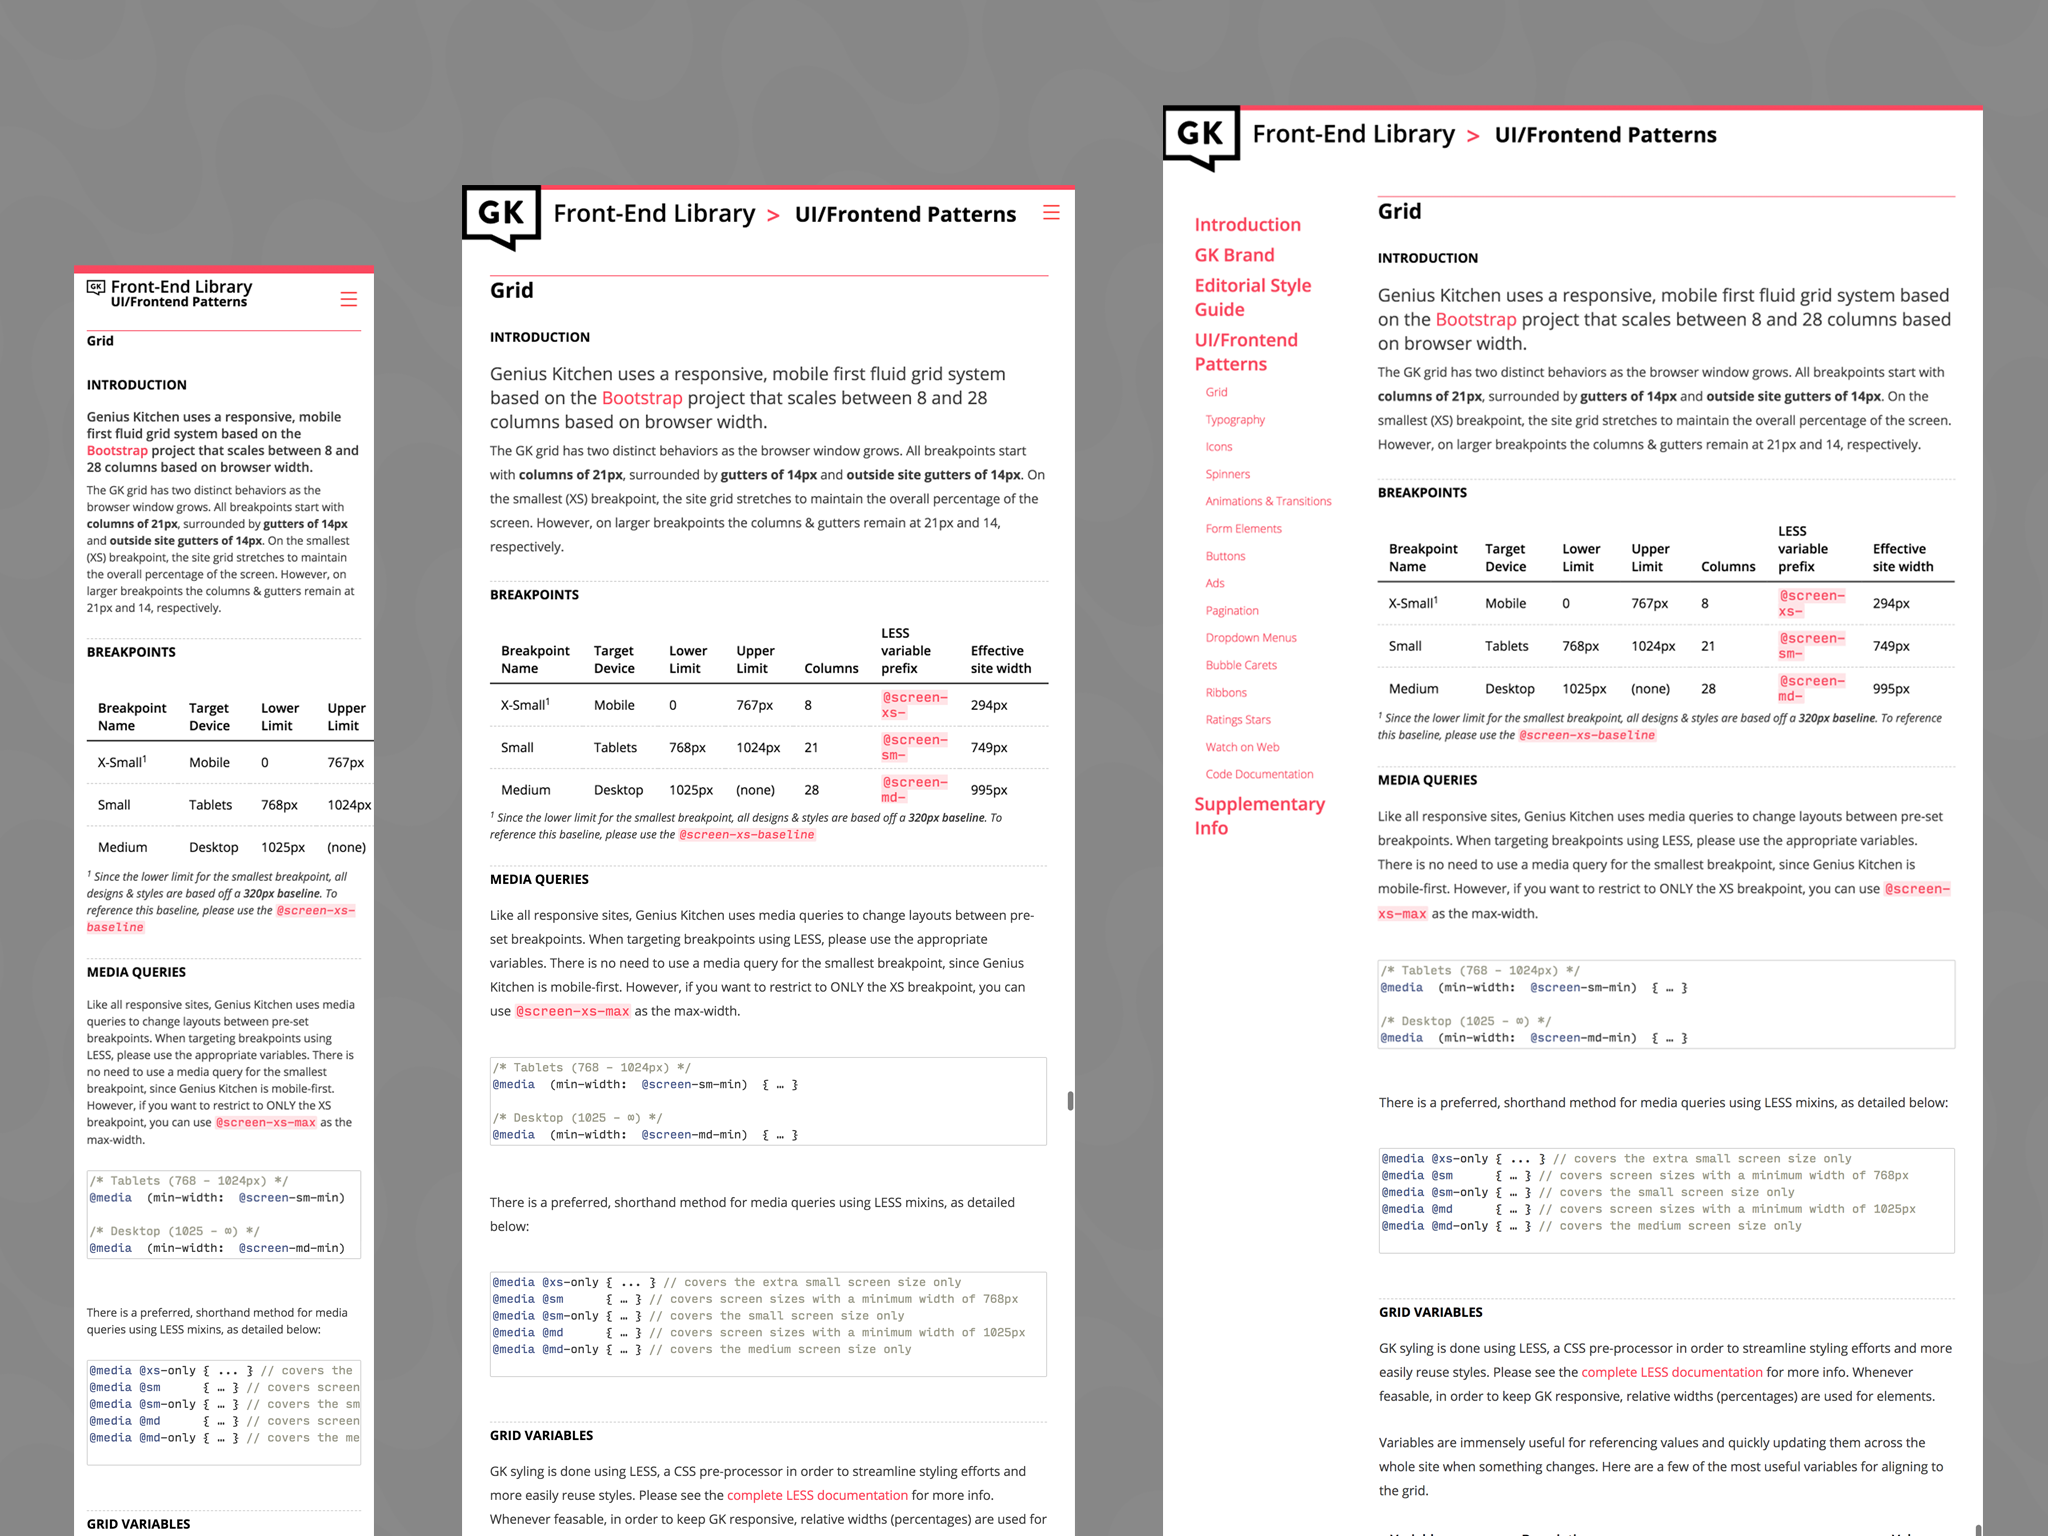 GK Front-End Library
UI/Frontend Patterns
Grid
INTRODUCTION
Genius Kitchen uses a responsive, mobile
first fluid grid system based on the
Bootstrap project that scales between 8 and
28 columns based on browser width.
The GK grid has two distinct behaviors as the
browser window grows. All breakpoints start with
columns of 21px, surrounded by gutters of 14px
and outside site gutters of 14px. On the smallest
(XS) breakpoint, the site grid stretches to maintain
the overall percentage of the screen. However, on
larger breakpoints the columns & gutters remain at
21px and 14, respectively.
BREAKPOINTS
Breakpoint Name Target Device Lower Limit Upper Limit
X-Small1 Mobile 0 767px
Small Tablets 768px 1024px
Medium Desktop 1025px (none)
1 Since the lower limit for the smallest breakpoint, all
designs & styles are based off a 320px baseline. To
reference this baseline, please use the @screen-xs-
baseline
MEDIA QUERIES
Like all responsive sites, Genius Kitchen uses media
queries to change layouts between pre-set
breakpoints. When targeting breakpoints using
LESS, please use the appropriate variables. There is
no need to use a media query for the smallest
breakpoint, since Genius Kitchen is mobile-first.
However, if you want to restrict to ONLY the XS
breakpoint, you can use @screen-xs-max as the
max-width.
/* Tablets (768 - 1024px) */
@media (min-width: @screen-sm-min)
/* Desktop (1025 - ∞) */
@media (min-width: @screen-md-min)
There is a preferred, shorthand method for media
queries using LESS mixins, as detailed below:
@media @xs-only { ... } // covers the
@media @sm { … } // covers screen
@media @sm-only { … } // covers the sm
@media @md { … } // covers screen
@media @md-only { … } // covers the me
GRID VARIABLES
GK Front-End Library > UI/Frontend Patterns
Grid
INTRODUCTION
Genius Kitchen uses a responsive, mobile first fluid grid system
based on the Bootstrap project that scales between 8 and 28
columns based on browser width.
The GK grid has two distinct behaviors as the browser window grows. All breakpoints start
with columns of 21px, surrounded by gutters of 14px and outside site gutters of 14px. On
the smallest (XS) breakpoint, the site grid stretches to maintain the overall percentage of the
screen. However, on larger breakpoints the columns & gutters remain at 21px and 14,
respectively.
BREAKPOINTS
Breakpoint Name Target Device Lower Limit Upper Limit Columns LESS variable prefix Effective site width
X-Small1 Mobile 0 767px 8 @screen-xs- 294px
Small Tablets 768px 1024px 21 @screen-sm- 749px
Medium Desktop 1025px (none) 28 @screen-md- 995px
1 Since the lower limit for the smallest breakpoint, all designs & styles are based off a 320px baseline. To
reference this baseline, please use the @screen-xs-baseline
MEDIA QUERIES
Like all responsive sites, Genius Kitchen uses media queries to change layouts between pre-
set breakpoints. When targeting breakpoints using LESS, please use the appropriate
variables. There is no need to use a media query for the smallest breakpoint, since Genius
Kitchen is mobile-first. However, if you want to restrict to ONLY the XS breakpoint, you can
use @screen-xs-max as the max-width.
/* Tablets (768 - 1024px) */
@media (min-width: @screen-sm-min) { … }
/* Desktop (1025 - ∞) */
@media (min-width: @screen-md-min) { … }
There is a preferred, shorthand method for media queries using LESS mixins, as detailed
below:
@media @xs-only { ... } // covers the extra small screen size only
@media @sm { … } // covers screen sizes with a minimum width of 768px
@media @sm-only { … } // covers the small screen size only
@media @md { … } // covers screen sizes with a minimum width of 1025px
@media @md-only { … } // covers the medium screen size only
GRID VARIABLES
GK syling is done using LESS, a CSS pre-processor in order to streamline styling efforts and
more easily reuse styles. Please see the complete LESS documentation for more info.
Whenever feasable, in order to keep GK responsive, relative widths (percentages) are used for
GK Front-End Library > UI/Frontend Patterns
Introduction
GK Brand
Editorial Style
Guide
UI/Frontend
Patterns
Grid
Typography
Icons
Spinners
Animations & Transitions
Form Elements
Buttons
Ads
Pagination
Dropdown Menus
Bubble Carets
Ribbons
Ratings Stars
Watch on Web
Code Documentation
Supplementary
Info
Grid
INTRODUCTION
Genius Kitchen uses a responsive, mobile first fluid grid system based
on the Bootstrap project that scales between 8 and 28 columns based
on browser width.
The GK grid has two distinct behaviors as the browser window grows. All breakpoints start with
columns of 21px, surrounded by gutters of 14px and outside site gutters of 14px. On the
smallest (XS) breakpoint, the site grid stretches to maintain the overall percentage of the screen.
However, on larger breakpoints the columns & gutters remain at 21px and 14, respectively.
BREAKPOINTS
Breakpoint Name Target Device Lower Limit Upper Limit Columns LESS variable prefix Effective site width
X-Small1 Mobile 0 767px 8 @screen-xs- 294px
Small Tablets 768px 1024px 21 @screen-sm- 749px
Medium Desktop 1025px (none) 28 @screen-md- 995px
1 Since the lower limit for the smallest breakpoint, all designs & styles are based off a 320px baseline. To reference
this baseline, please use the @screen-xs-baseline
MEDIA QUERIES
Like all responsive sites, Genius Kitchen uses media queries to change layouts between pre-set
breakpoints. When targeting breakpoints using LESS, please use the appropriate variables.
There is no need to use a media query for the smallest breakpoint, since Genius Kitchen is
mobile-first. However, if you want to restrict to ONLY the XS breakpoint, you can use @screen-
xs-max as the max-width.
/* Tablets (768 - 1024px) */
@media (min-width: @screen-sm-min) { … }
/* Desktop (1025 - ∞) */
@media (min-width: @screen-md-min) { … }
There is a preferred, shorthand method for media queries using LESS mixins, as detailed below:
@media @xs-only { ... } // covers the extra small screen size only
@media @sm { … } // covers screen sizes with a minimum width of 768px
@media @sm-only { … } // covers the small screen size only
@media @md { … } // covers screen sizes with a minimum width of 1025px
@media @md-only { … } // covers the medium screen size only
GRID VARIABLES
GK syling is done using LESS, a CSS pre-processor in order to streamline styling efforts and more
easily reuse styles. Please see the complete LESS documentation for more info. Whenever
feasable, in order to keep GK responsive, relative widths (percentages) are used for elements.
Variables are immensely useful for referencing values and quickly updating them across the
whole site when something changes. Here are a few of the most useful variables for aligning to
the grid.